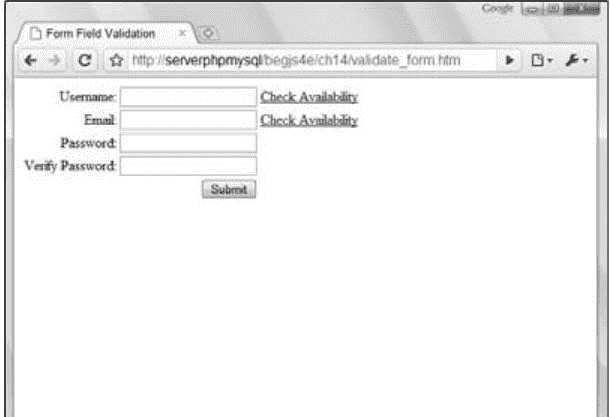 Google
Form Field Validation
http://serverphpmysql/begjs4e/ch14/validate_form.htm
Username: Check Availability
Email: Check Availability
Password:
Verify Password:
Submit